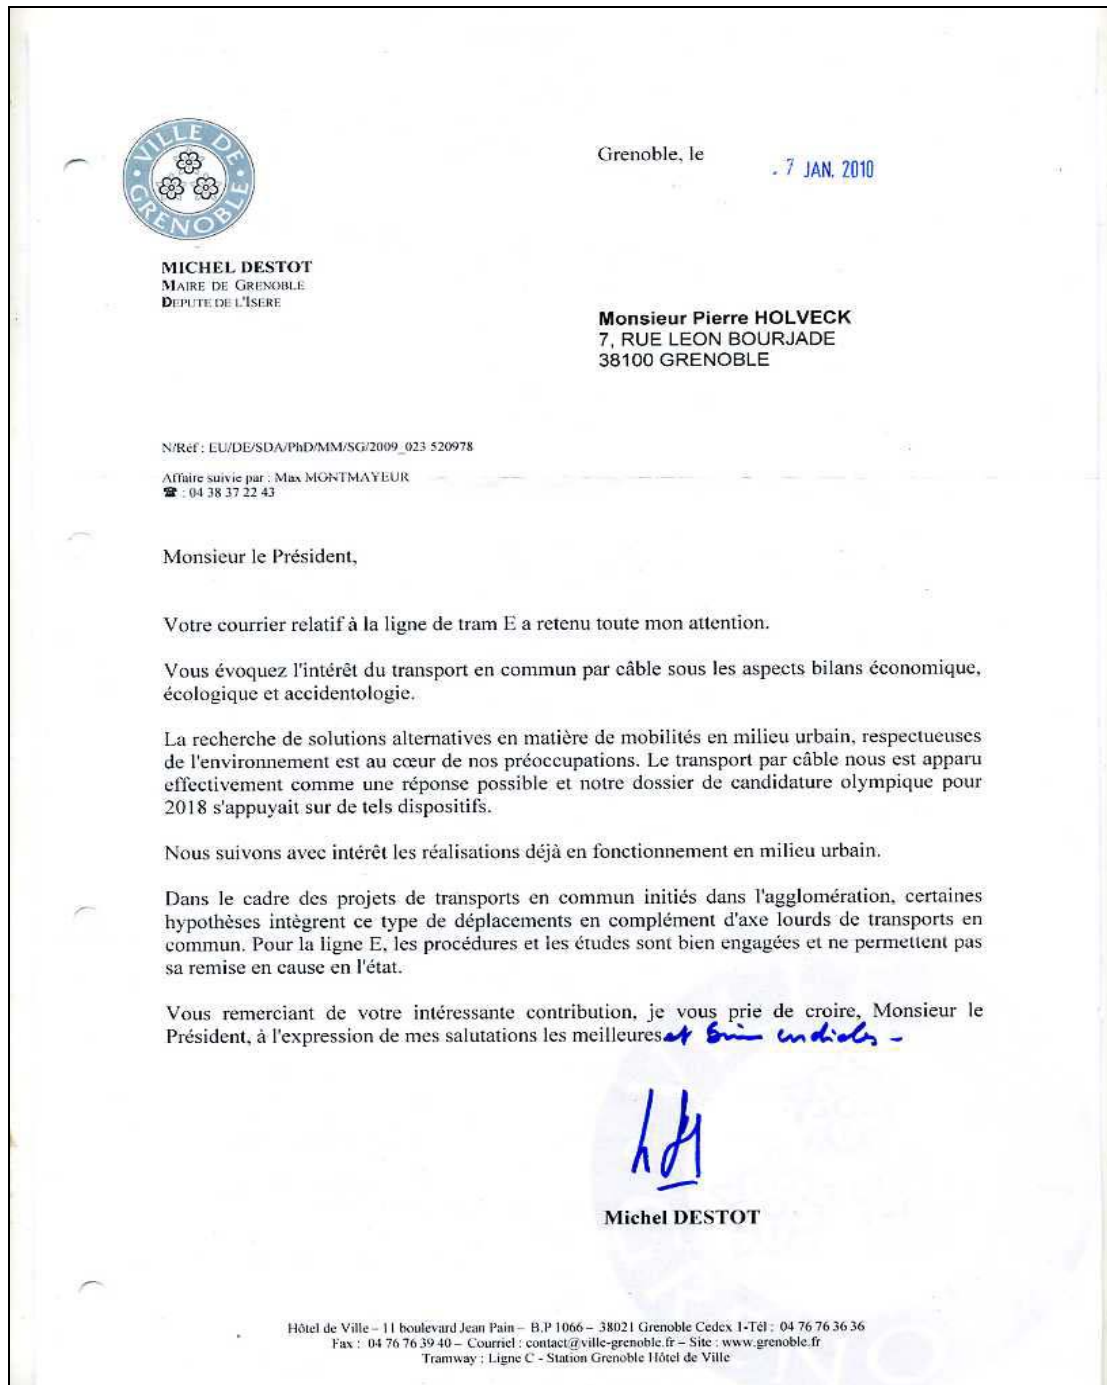 VILLE DE
GRENOBLE
Grenoble, le
- 7 JAN. 2010
MICHEL DESTOT
MAIRE DE GRENOBLE
DEPUTE DE L'ISERE
Monsieur Pierre HOLVECK
7, RUE LEON BOURJADE
38100 GRENOBLE
N/Réf : EU/DE/SDA/PhD/MM/SG/2009_023 520978
Affaire suivie par : Max MONTMAYEUR
☎ : 04 38 37 22 43
Monsieur le Président,
Votre courrier relatif à la ligne de tram E a retenu toute mon attention.
Vous évoquez l'intérêt du transport en commun par câble sous les aspects bilans économique,
écologique et accidentologie.
La recherche de solutions alternatives en matière de mobilités en milieu urbain, respectueuses
de l'environnement est au cœur de nos préoccupations. Le transport par câble nous est apparu
effectivement comme une réponse possible et notre dossier de candidature olympique pour
2018 s'appuyait sur de tels dispositifs.
Nous suivons avec intérêt les réalisations déjà en fonctionnement en milieu urbain.
Dans le cadre des projets de transports en commun initiés dans l'agglomération, certaines
hypothèses intègrent ce type de déplacements en complément d'axe lourds de transports en
commun. Pour la ligne E, les procédures et les études sont bien engagées et ne permettent pas
sa remise en cause en l'état.
Vous remerciant de votre intéressante contribution, je vous prie de croire, Monsieur le
Président, à l'expression de mes salutations les meilleures et bien cordiales -
Michel DESTOT
Hôtel de Ville – 11 boulevard Jean Pain – B.P 1066 – 38021 Grenoble Cedex 1-Tél : 04 76 76 36 36
Fax : 04 76 76 39 40 – Courriel : contact@ville-grenoble.fr – Site : www.grenoble.fr
Tramway : Ligne C - Station Grenoble Hôtel de Ville